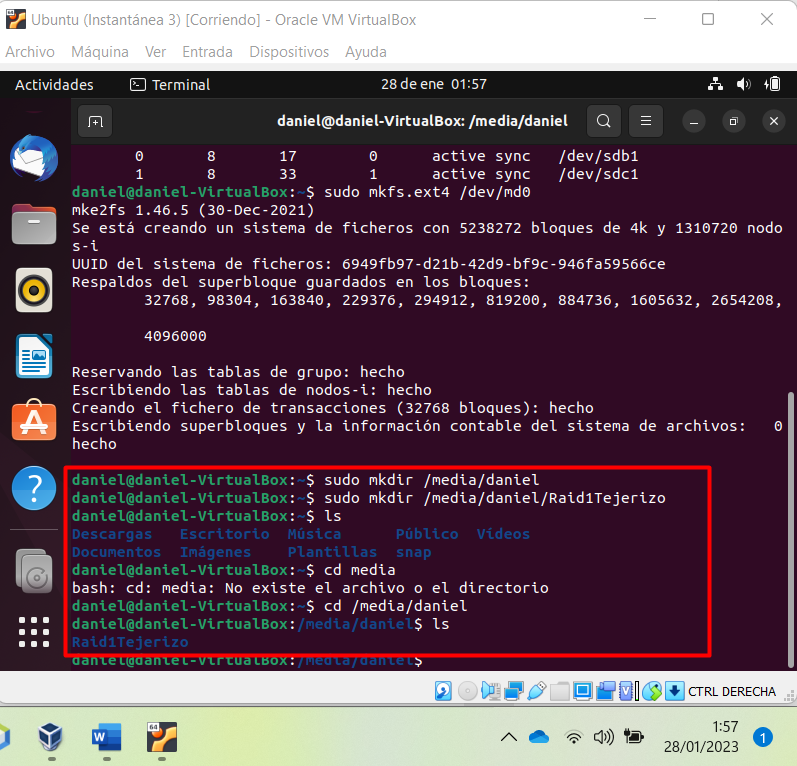 Ubuntu (Instantánea 3) [Corriendo] - Oracle VM VirtualBox
Archivo Máquina Ver Entrada Dispositivos Ayuda
Actividades Terminal 28 de ene 01:57
daniel@daniel-VirtualBox: /media/daniel
0 8 17 0 active sync /dev/sdb1
1 8 33 1 active sync /dev/sdc1
daniel@daniel-VirtualBox:~$ sudo mkfs.ext4 /dev/md0
mke2fs 1.46.5 (30-Dec-2021)
Se está creando un sistema de ficheros con 5238272 bloques de 4k y 1310720 nodo
s-i
UUID del sistema de ficheros: 6949fb97-d21b-42d9-bf9c-946fa59566ce
Respaldos del superbloque guardados en los bloques:
32768, 98304, 163840, 229376, 294912, 819200, 884736, 1605632, 2654208,
4096000
Reservando las tablas de grupo: hecho
Escribiendo las tablas de nodos-i: hecho
Creando el fichero de transacciones (32768 bloques): hecho
Escribiendo superbloques y la información contable del sistema de archivos: 0
hecho
daniel@daniel-VirtualBox:~$ sudo mkdir /media/daniel
daniel@daniel-VirtualBox:~$ sudo mkdir /media/daniel/Raid1Tejerizo
daniel@daniel-VirtualBox:~$ ls
Descargas Escritorio Música Público Vídeos
Documentos Imágenes Plantillas snap
daniel@daniel-VirtualBox:~$ cd media
bash: cd: media: No existe el archivo o el directorio
daniel@daniel-VirtualBox:~$ cd /media/daniel
daniel@daniel-VirtualBox:/media/daniel$ ls
Raid1Tejerizo
daniel@daniel-VirtualBox:/media/daniel$
CTRL DERECHA
1:57
28/01/2023
1